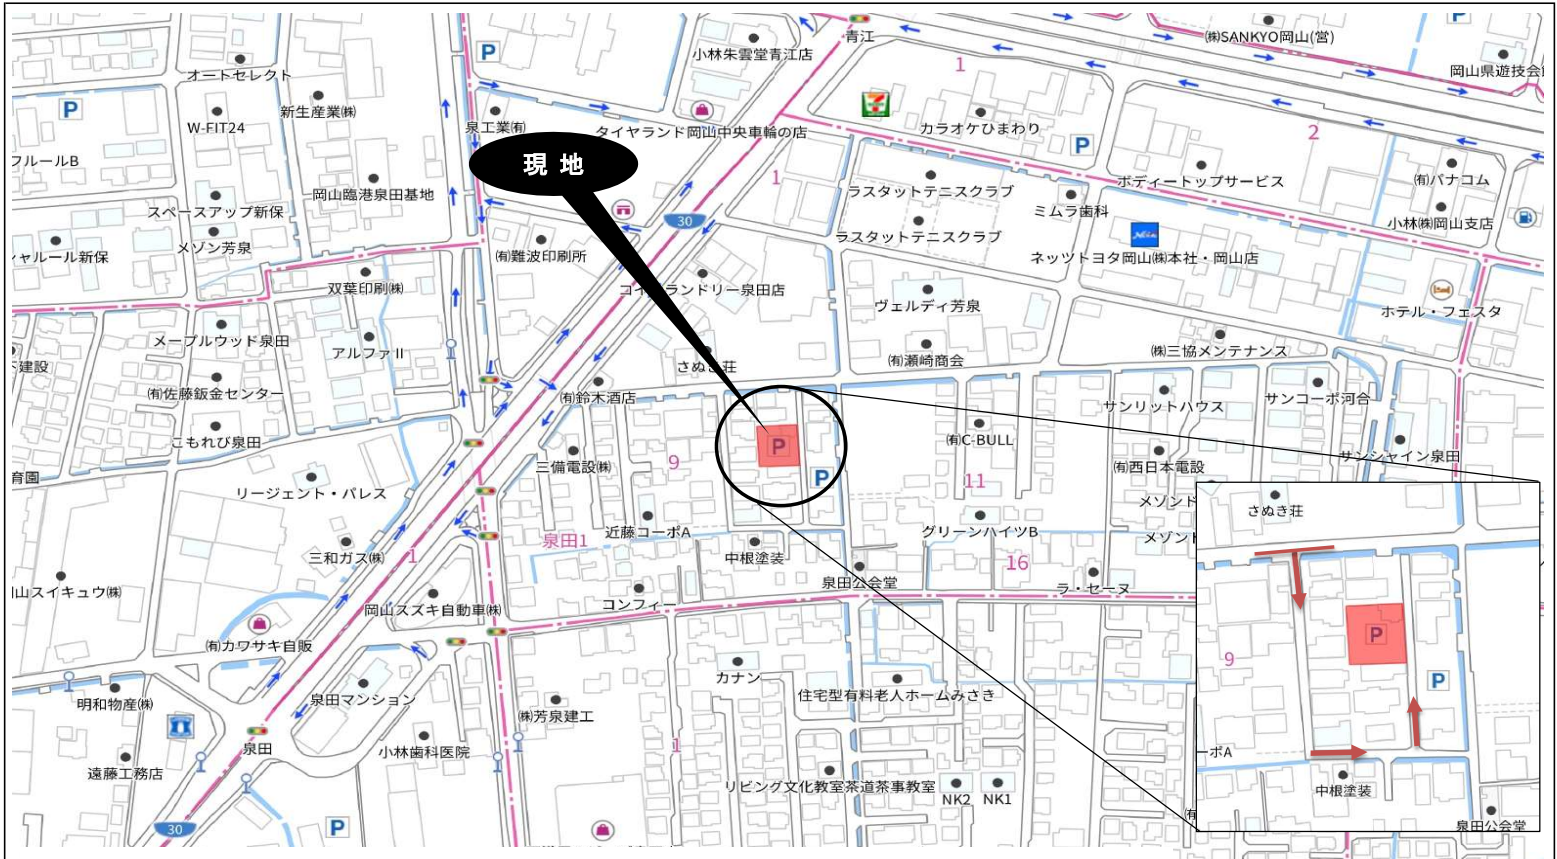 ㈱SANKYO岡山(営)
青江
小林朱雲堂青江店
岡山県遊技会
オートセレクト
P
P
1
新生産業㈱
W-FIT24
泉工業㈲
タイヤランド岡山中央車輪の店
カラオケひまわり
P
2
P
フルールB
現地
岡山臨港泉田基地
1
ラスタットテニスクラブ
ボディートップサービス
㈲パナコム
スペースアップ新保
ミムラ歯科
30
小林㈱岡山支店
ラスタットテニスクラブ
メゾン芳泉
シャルール新保
㈲難波印刷所
ネッツトヨタ岡山㈱本社・岡山店
双葉印刷㈱
コインランドリー泉田店
ヴェルディ芳泉
ホテル・フェスタ
メープルウッド泉田
アルファⅡ
㈱三協メンテナンス
㈲瀬崎商会
さぬき荘
下建設
㈲佐藤鈑金センター
㈲鈴木酒店
サンリットハウス
サンコーポ河合
こもれび泉田
P
㈲C-BULL
サンシャイン泉田
三備電設㈱
9
㈲西日本電設
育園
P
11
リージェント・パレス
メゾンド
近藤コーポA
グリーンハイツB
メゾンド
泉田1
三和ガス㈱
1
中根塗装
16
泉田公会堂
ラ・セーヌ
山スイキュウ㈱
岡山スズキ自動車㈱
コンフィー
㈲カワサキ自販
カナン
住宅型有料老人ホームみさき
明和物産㈱
泉田マンション
㈱芳泉建工
泉田
小林歯科医院
1
遠藤工務店
リビング文化教室茶道茶事教室
NK2
NK1
30
P
さぬき荘
P
9
P
ーポA
中根塗装
泉田公会堂